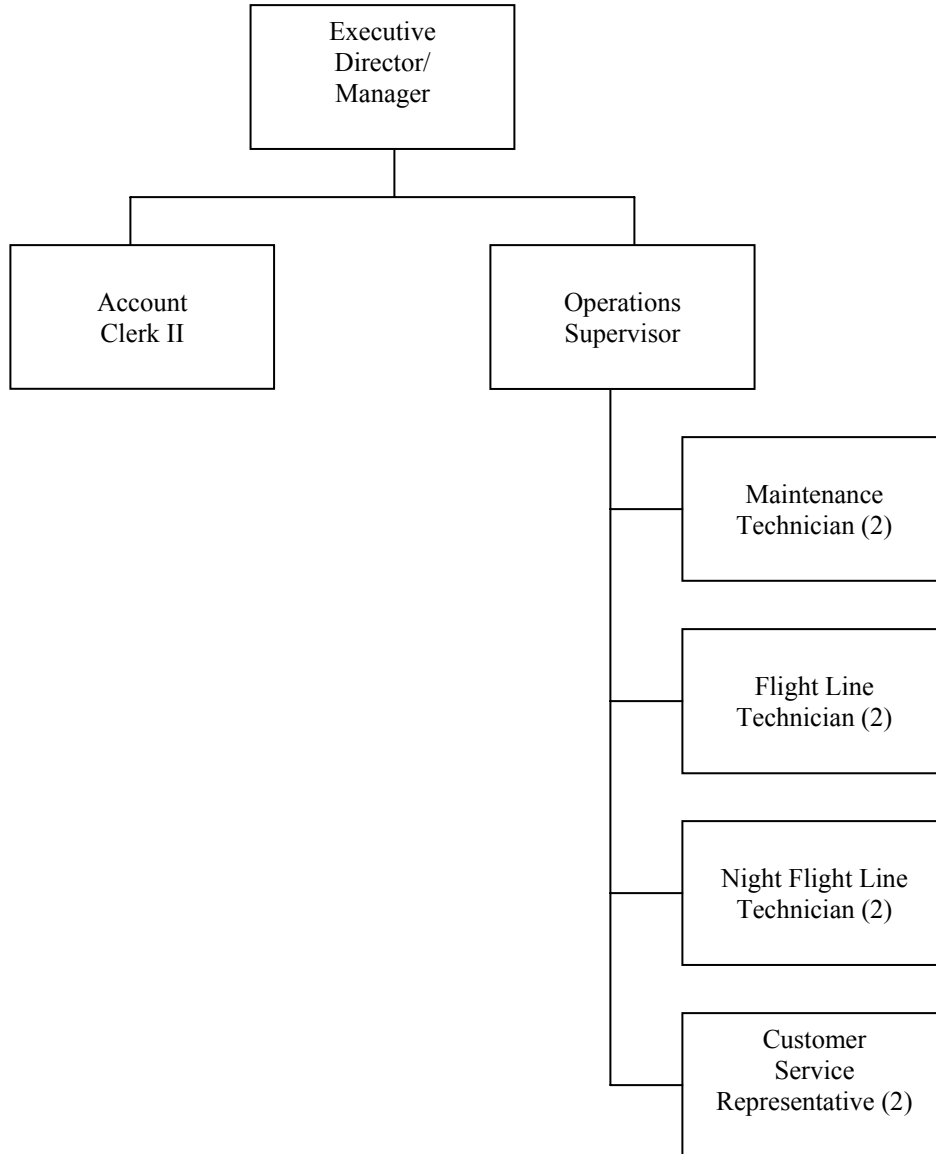 Executive
Director/
Manager
Account
Clerk II
Operations
Supervisor
Maintenance
Technician (2)
Flight Line
Technician (2)
Night Flight Line
Technician (2)
Customer
Service
Representative (2)